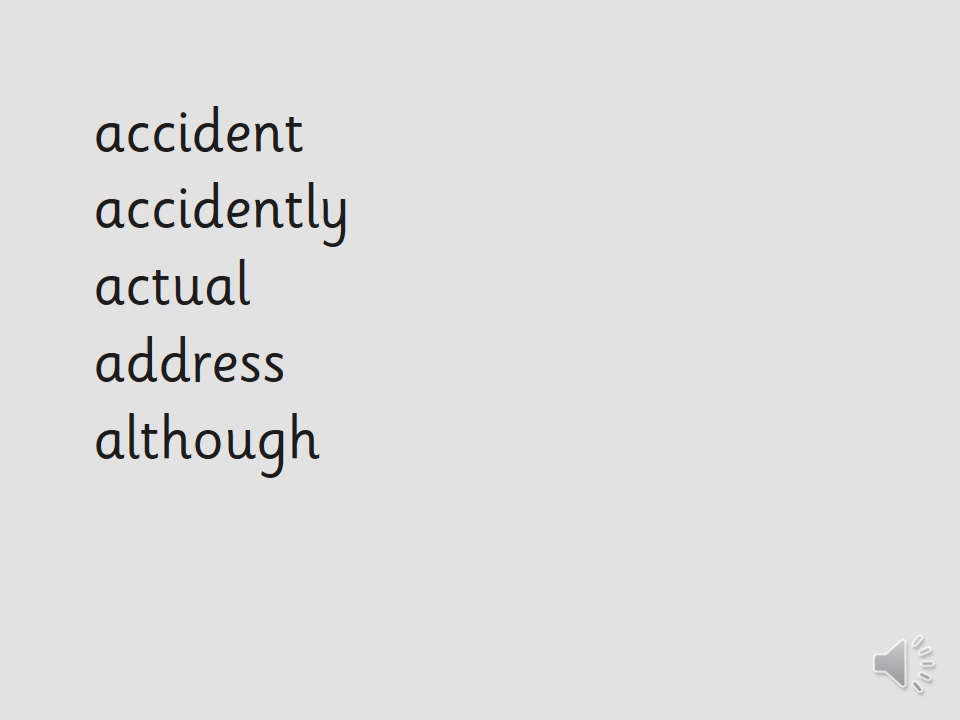 accident
accidently
actual
address
although